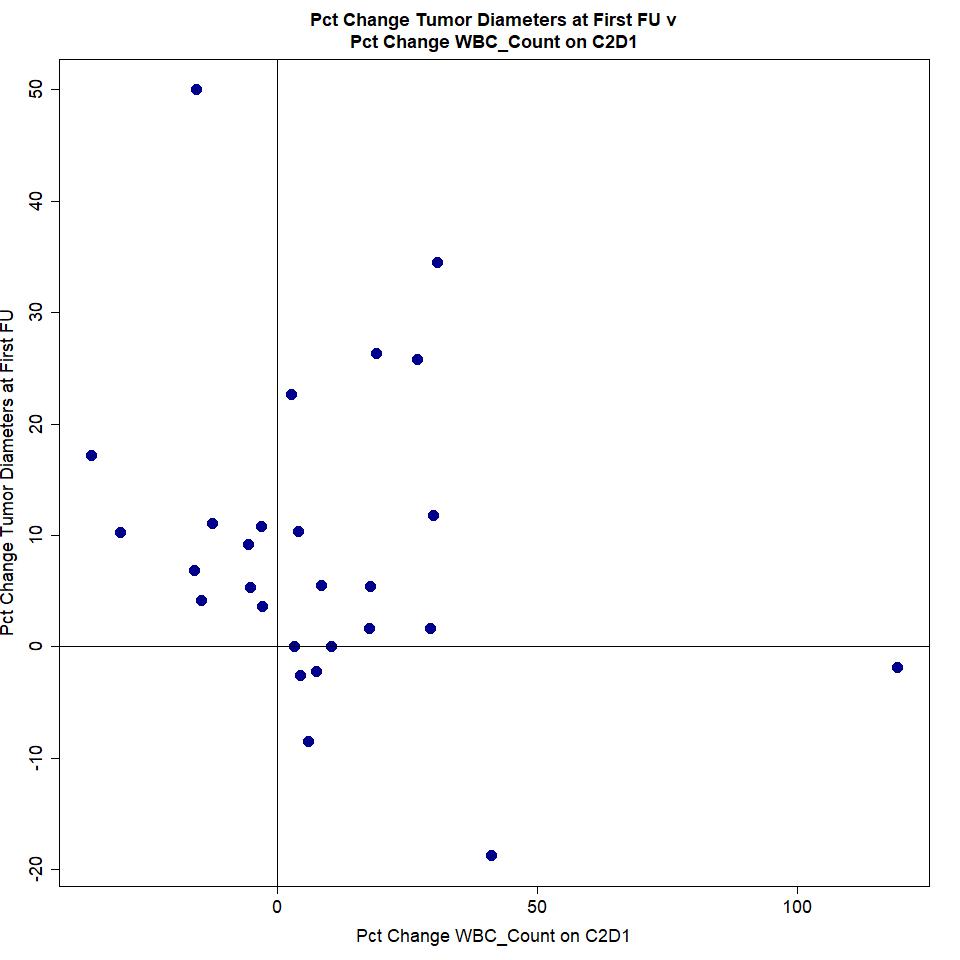 Pct Change Tumor Diameters at First FU v
Pct Change WBC_Count on C2D1
Pct Change Tumor Diameters at First FU
50
40
30
20
10
0
-10
-20
0
50
100
Pct Change WBC_Count on C2D1